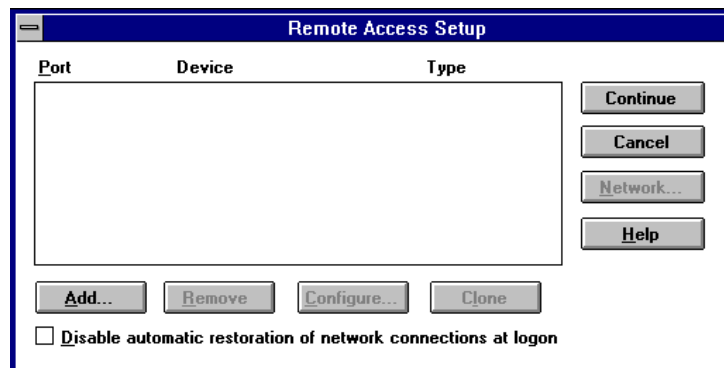 Remote Access Setup
Port Device Type
Continue
Cancel
Network...
Help
Add... Remove Configure... Clone
Disable automatic restoration of network connections at logon